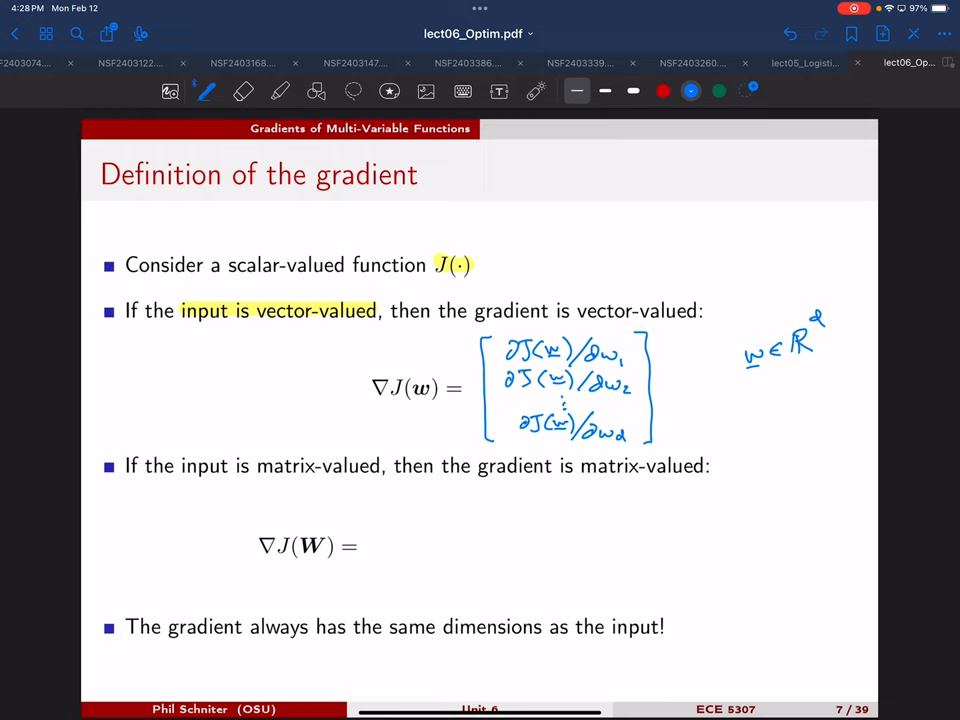 4:28 PM Mon Feb 12
97%
lect06_Optim.pdf
F2403074....
NSF2403122....
NSF2403168....
NSF2403147....
NSF2403386....
NSF2403339....
NSF2403260....
lect05_Logisti...
lect06_Op...
Gradients of Multi-Variable Functions
Definition of the gradient
Consider a scalar-valued function J(·)
If the input is vector-valued, then the gradient is vector-valued:
w ∈ ℝ^d
∂J(w)/∂w₁
∂J(w)/∂w₂
∇J(w) =
⋮
∂J(w)/∂w_d
If the input is matrix-valued, then the gradient is matrix-valued:
∇J(W) =
The gradient always has the same dimensions as the input!
Phil Schniter (OSU)
Unit 6
ECE 5307
7 / 39